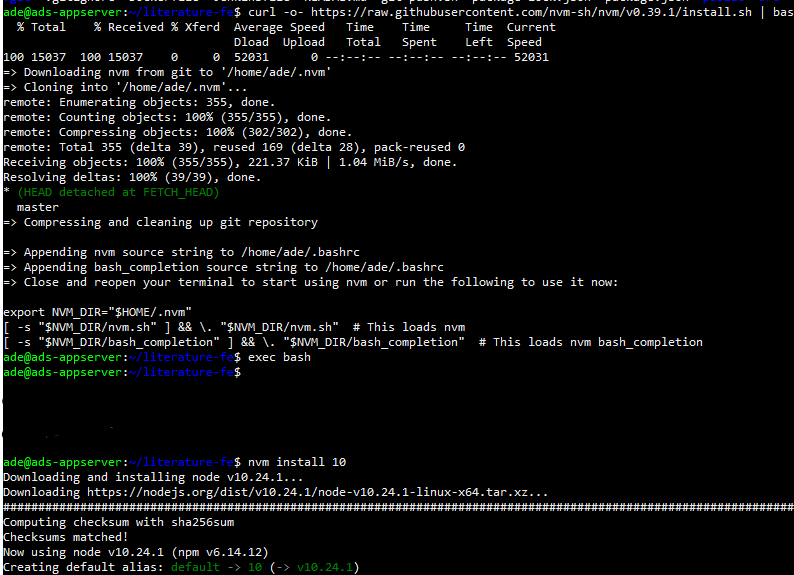 ade@ads-appserver:~/literature-fe$ curl -o- https://raw.githubusercontent.com/nvm-sh/nvm/v0.39.1/install.sh | bas
% Total % Received % Xferd Average Speed Time Time Time Current
Dload Upload Total Spent Left Speed
100 15037 100 15037 0 0 52031 0 --:--:-- --:--:-- --:--:-- 52031
=> Downloading nvm from git to '/home/ade/.nvm'
=> Cloning into '/home/ade/.nvm'...
remote: Enumerating objects: 355, done.
remote: Counting objects: 100% (355/355), done.
remote: Compressing objects: 100% (302/302), done.
remote: Total 355 (delta 39), reused 169 (delta 28), pack-reused 0
Receiving objects: 100% (355/355), 221.37 KiB | 1.04 MiB/s, done.
Resolving deltas: 100% (39/39), done.
* (HEAD detached at FETCH_HEAD)
master
=> Compressing and cleaning up git repository
=> Appending nvm source string to /home/ade/.bashrc
=> Appending bash_completion source string to /home/ade/.bashrc
=> Close and reopen your terminal to start using nvm or run the following to use it now:
export NVM_DIR="$HOME/.nvm"
[ -s "$NVM_DIR/nvm.sh" ] && \. "$NVM_DIR/nvm.sh" # This loads nvm
[ -s "$NVM_DIR/bash_completion" ] && \. "$NVM_DIR/bash_completion" # This loads nvm bash_completion
ade@ads-appserver:~/literature-fe$ exec bash
ade@ads-appserver:~/literature-fe$
ade@ads-appserver:~/literature-fe$ nvm install 10
Downloading and installing node v10.24.1...
Downloading https://nodejs.org/dist/v10.24.1/node-v10.24.1-linux-x64.tar.xz...
#################################################################################################################
Computing checksum with sha256sum
Checksums matched!
Now using node v10.24.1 (npm v6.14.12)
Creating default alias: default -> 10 (-> v10.24.1)